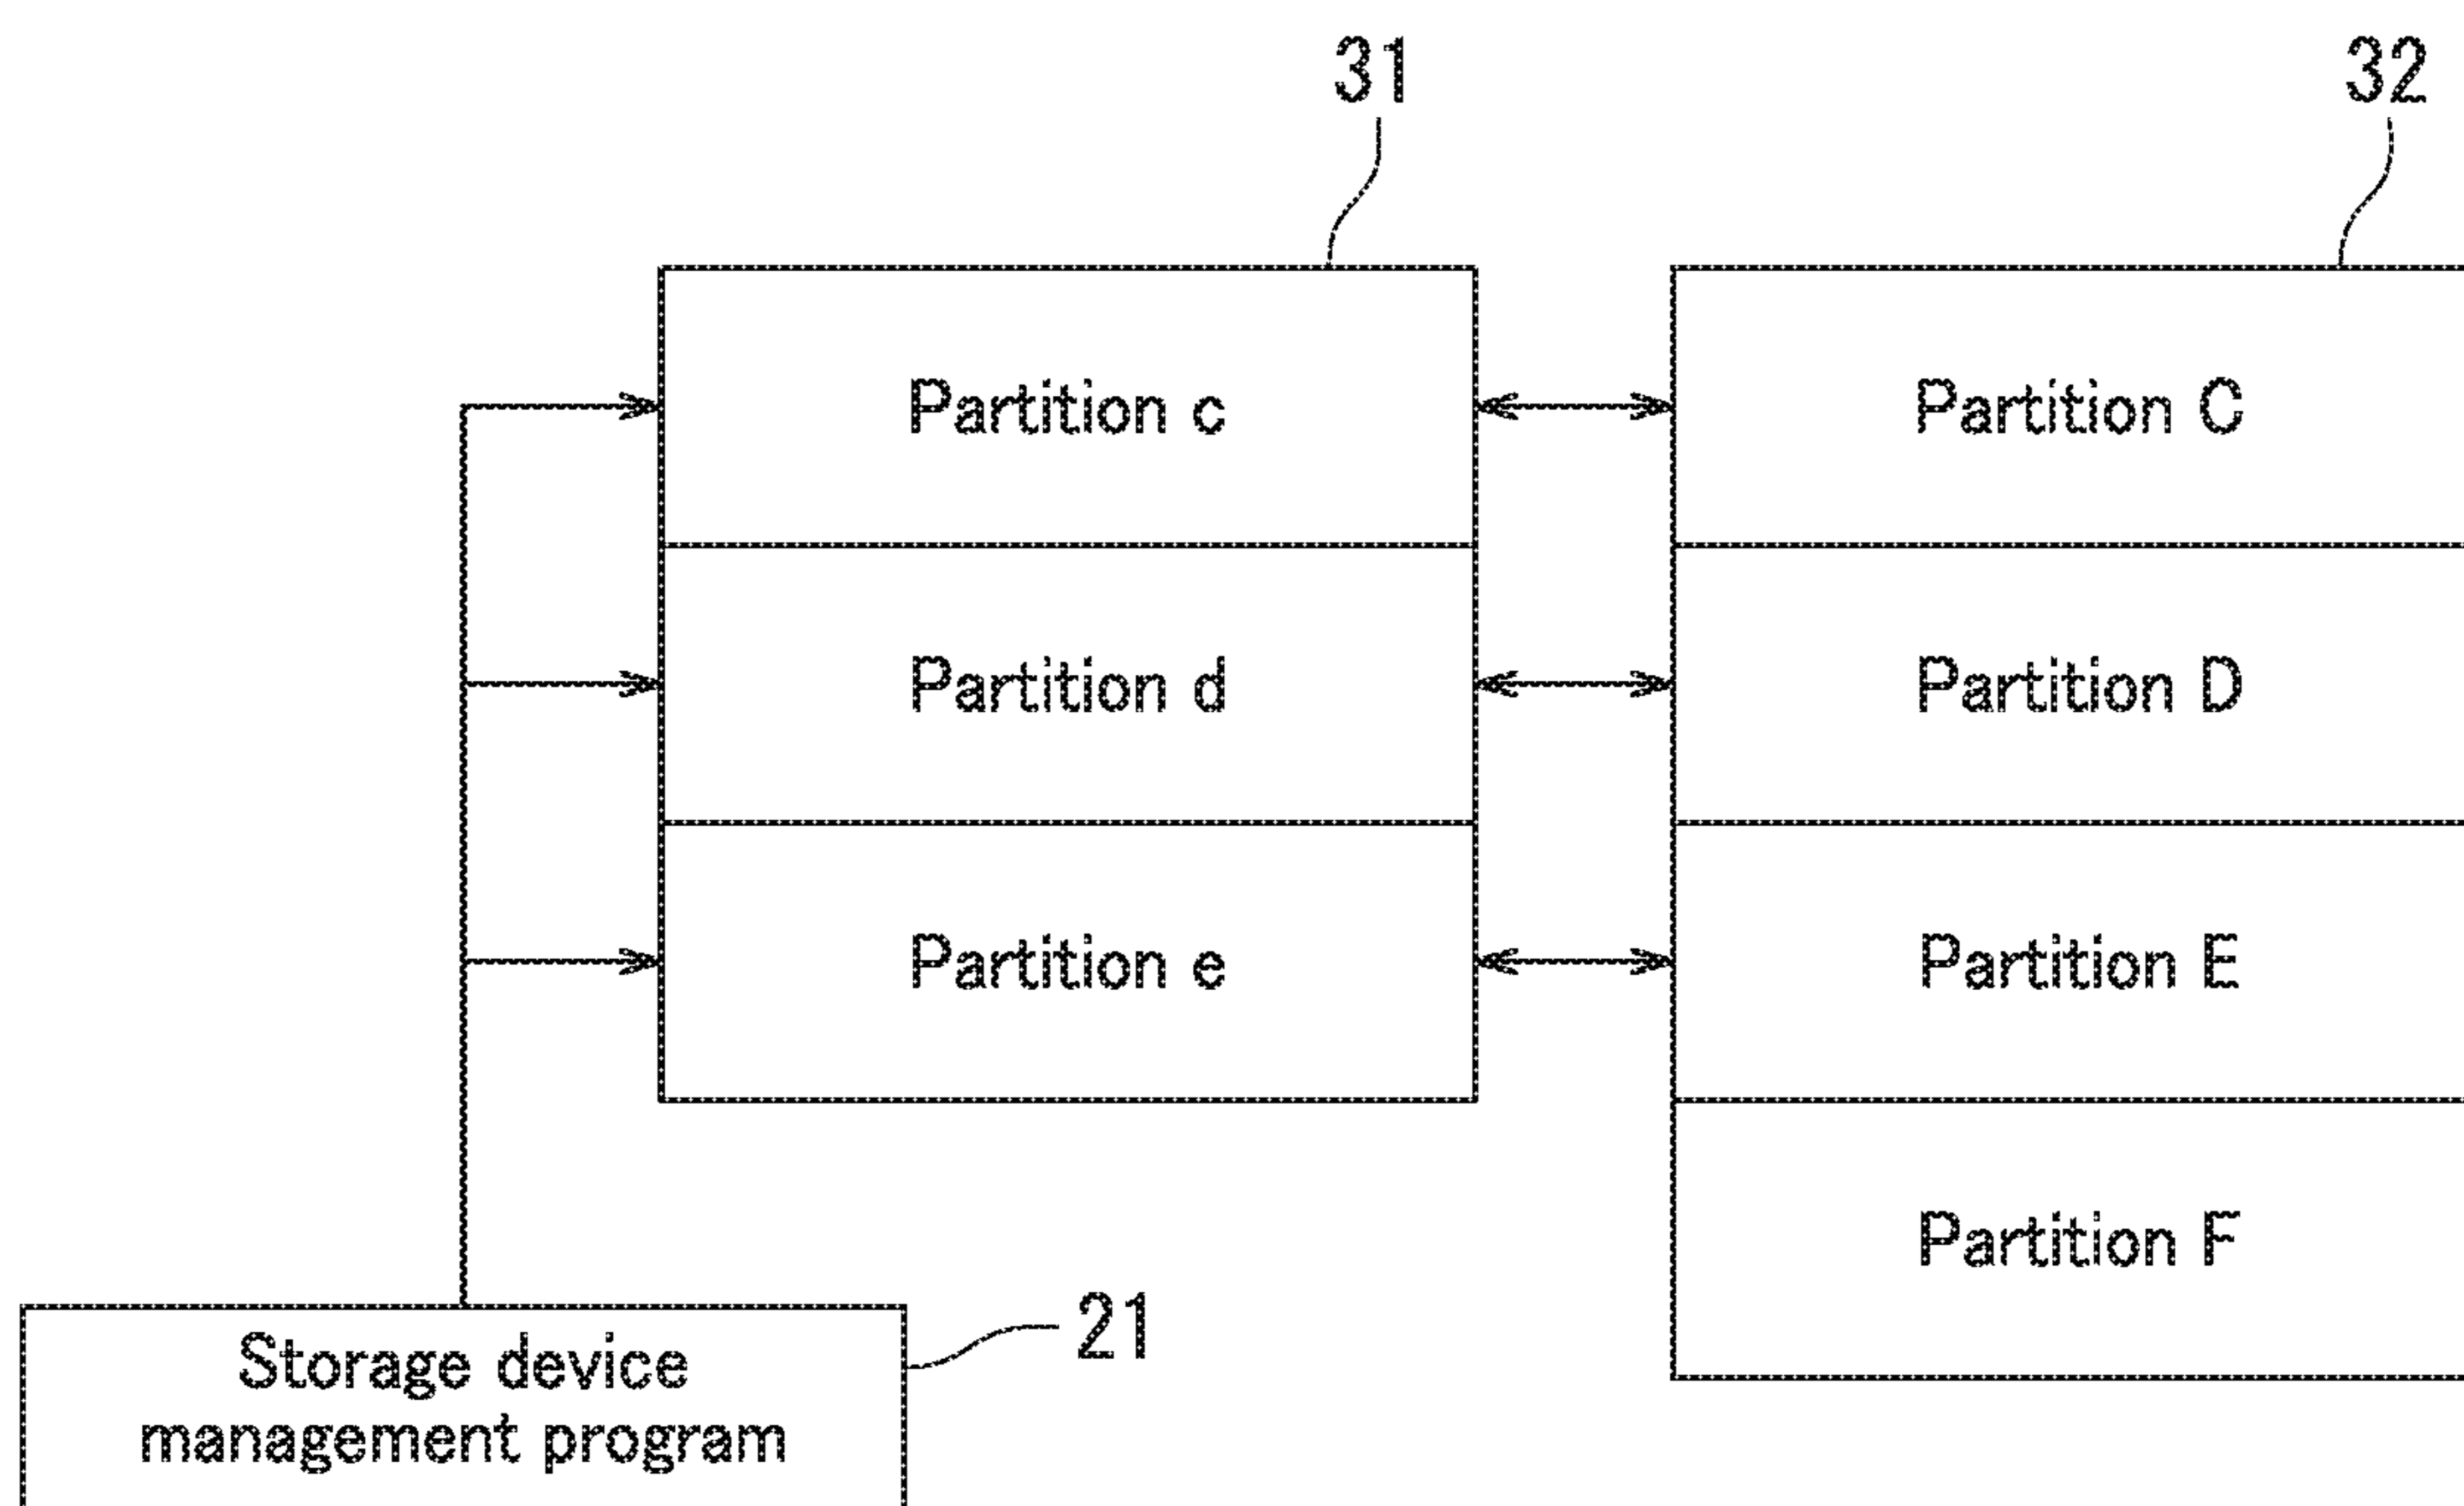 31
32
Partition c
Partition C
Partition d
Partition D
Partition e
Partition E
Partition F
21
Storage device
management program